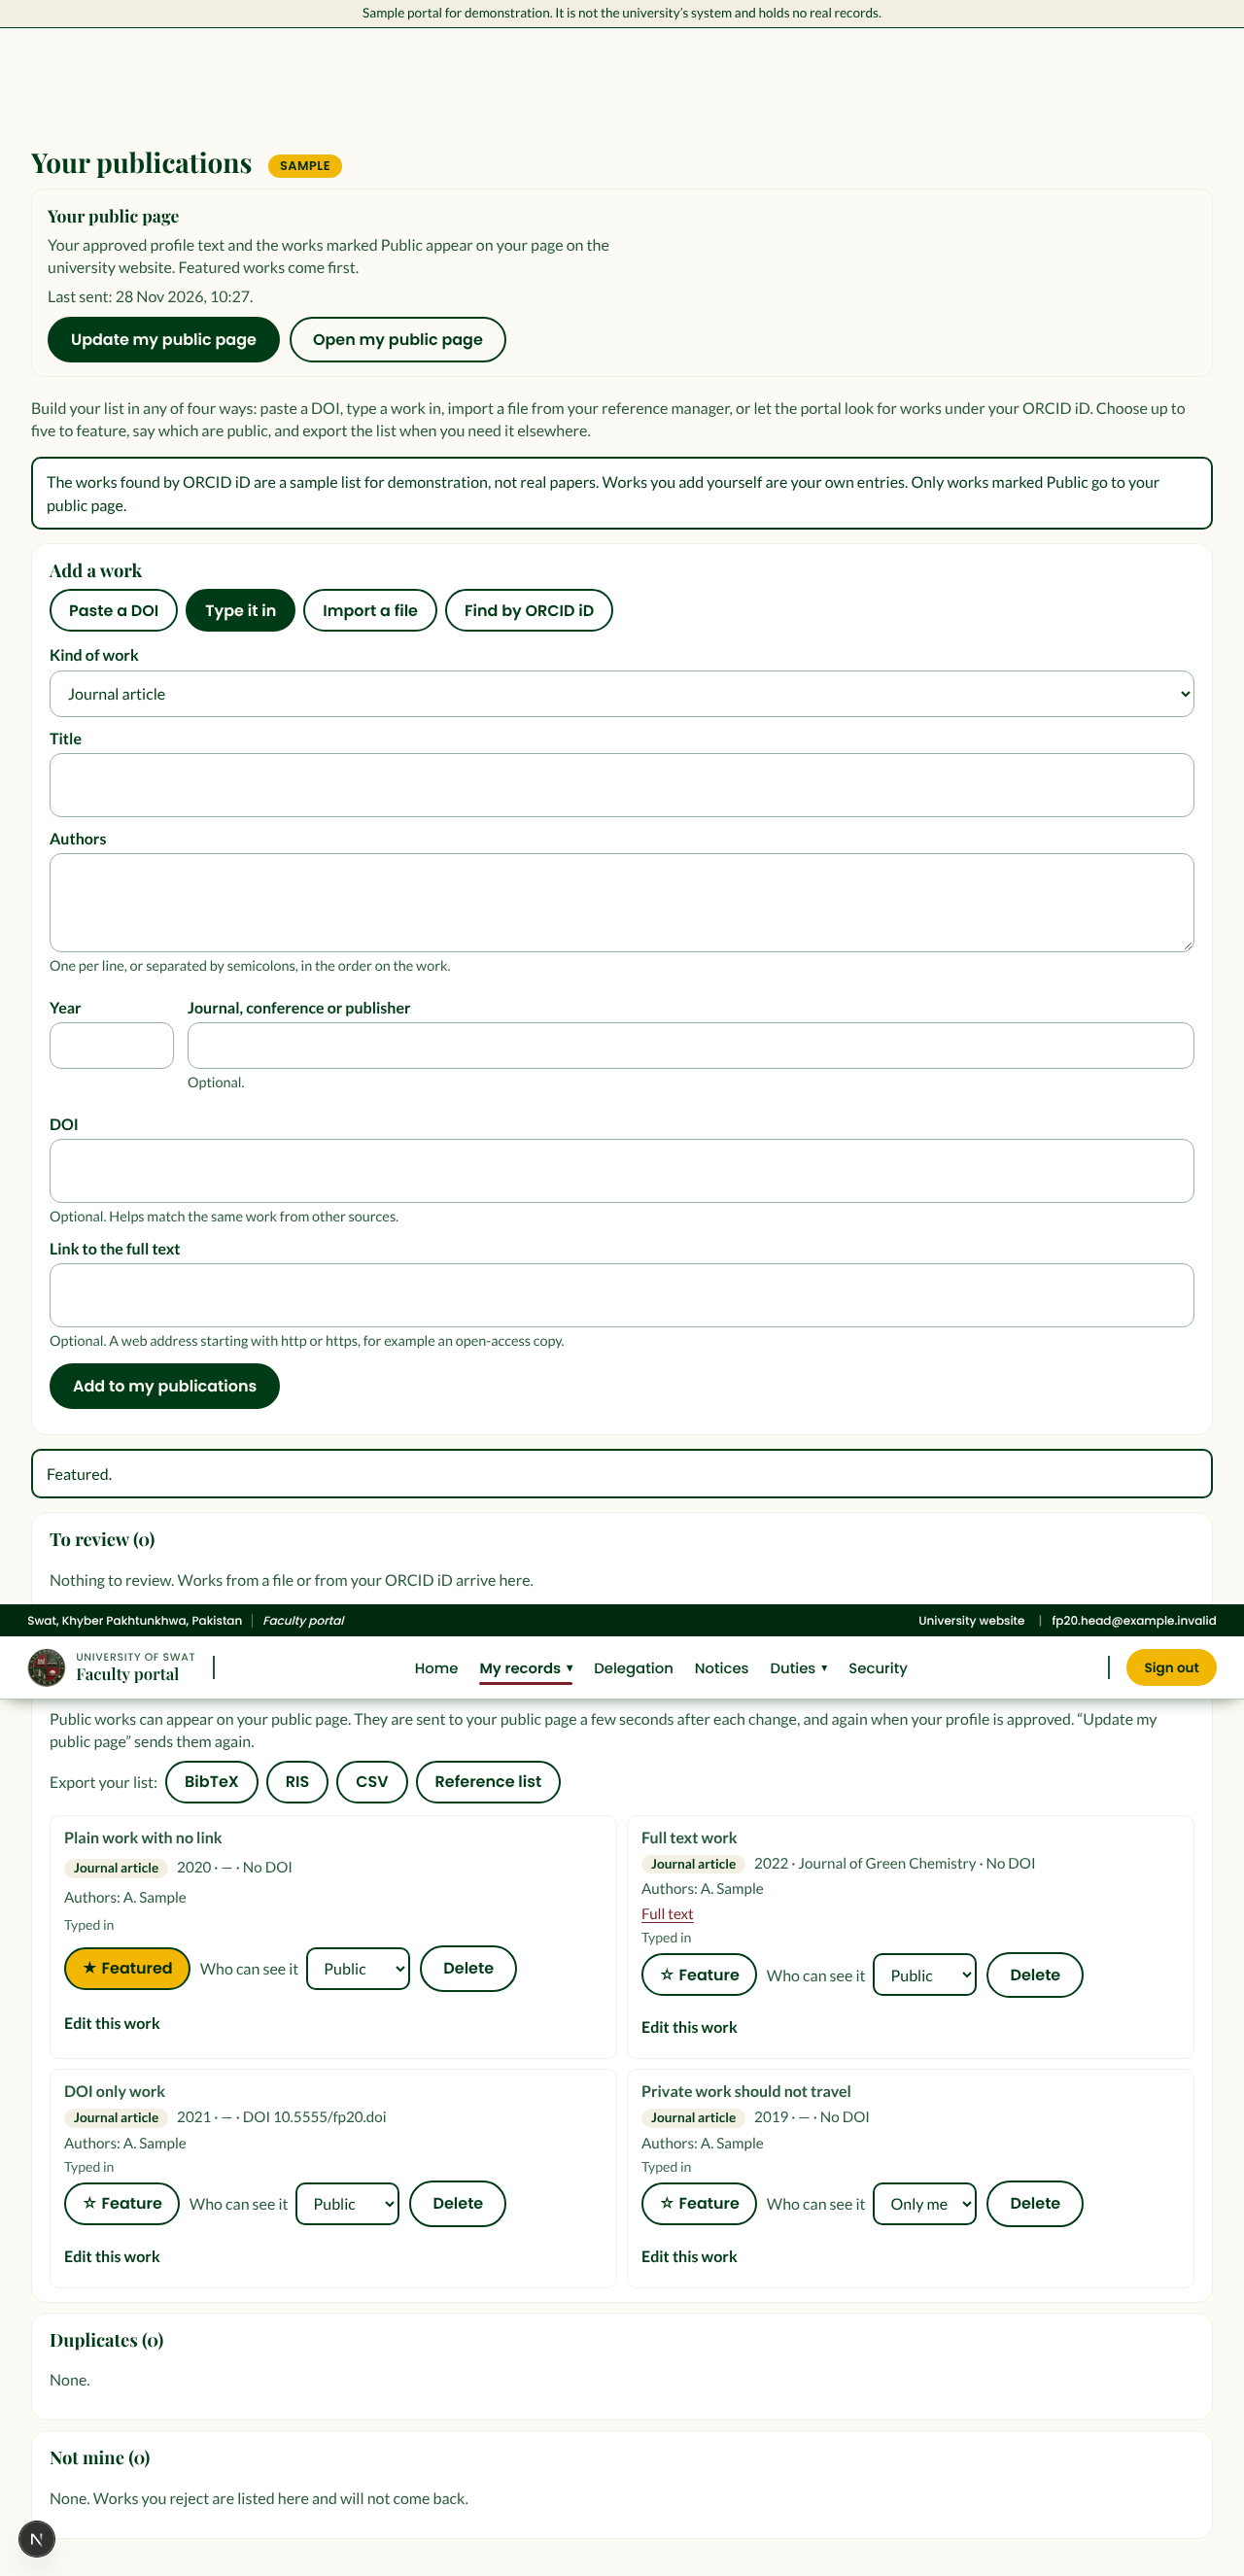 Sample portal for demonstration. It is not the university's system and holds no real records.
Your publications
SAMPLE
Your public page
Your approved profile text and the works marked Public appear on your page on the
university website. Featured works come first.
Last sent: 28 Nov 2026, 10:27.
Update my public page
Open my public page
Build your list in any of four ways: paste a DOI, type a work in, import a file from your reference manager, or let the portal look for works under your ORCID iD. Choose up to
five to feature, say which are public, and export the list when you need it elsewhere.
The works found by ORCID iD are a sample list for demonstration, not real papers. Works you add yourself are your own entries. Only works marked Public go to your
public page.
Add a work
Paste a DOI
Type it in
Import a file
Find by ORCID iD
Kind of work
Journal article
Title
Authors
One per line, or separated by semicolons, in the order on the work.
Year
Journal, conference or publisher
Optional.
DOI
Optional. Helps match the same work from other sources.
Link to the full text
Optional. A web address starting with http or https, for example an open-access copy.
Add to my publications
Featured.
To review (0)
Nothing to review. Works from a file or from your ORCID iD arrive here.
Swat, Khyber Pakhtunkhwa, Pakistan | Faculty portal
University website | fp20.head@example.invalid
UNIVERSITY OF SWAT
Faculty portal
Home
My records ▾
Delegation
Notices
Duties ▾
Security
Sign out
Public works can appear on your public page. They are sent to your public page a few seconds after each change, and again when your profile is approved. “Update my
public page” sends them again.
Export your list:
BibTeX
RIS
CSV
Reference list
Plain work with no link
Journal article 2020 · — · No DOI
Authors: A. Sample
Typed in
★ Featured
Who can see it
Public
Delete
Edit this work
Full text work
Journal article 2022 · Journal of Green Chemistry · No DOI
Authors: A. Sample
Full text
Typed in
☆ Feature
Who can see it
Public
Delete
Edit this work
DOI only work
Journal article 2021 · — · DOI 10.5555/fp20.doi
Authors: A. Sample
Typed in
☆ Feature
Who can see it
Public
Delete
Edit this work
Private work should not travel
Journal article 2019 · — · No DOI
Authors: A. Sample
Typed in
☆ Feature
Who can see it
Only me
Delete
Edit this work
Duplicates (0)
None.
Not mine (0)
None. Works you reject are listed here and will not come back.
N